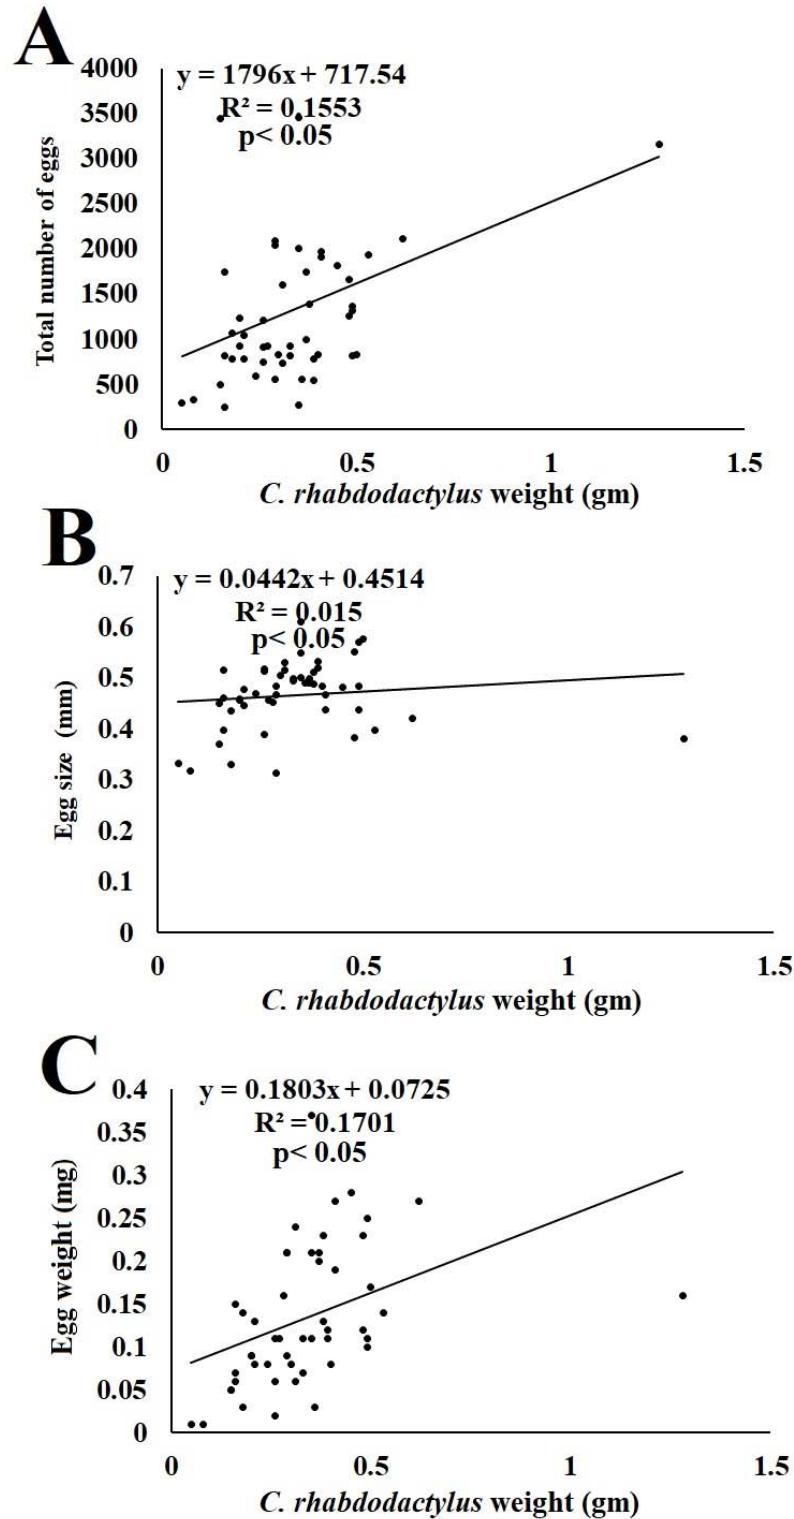 A
y = 1796x + 717.54
R² = 0.1553
p< 0.05
Total number of eggs
4000
3500
3000
2500
2000
1500
1000
500
0
0 0.5 1 1.5
C. rhabdodactylus weight (gm)
B
y = 0.0442x + 0.4514
R² = 0.015
p< 0.05
Egg size (mm)
0.7
0.6
0.5
0.4
0.3
0.2
0.1
0
0 0.5 1 1.5
C. rhabdodactylus weight (gm)
C
y = 0.1803x + 0.0725
R² = 0.1701
p< 0.05
Egg weight (mg)
0.4
0.35
0.3
0.25
0.2
0.15
0.1
0.05
0
0 0.5 1 1.5
C. rhabdodactylus weight (gm)